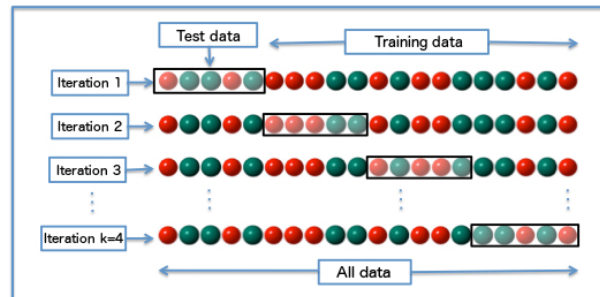 Test data
Training data
Iteration 1
Iteration 2
Iteration 3
Iteration k=4
All data